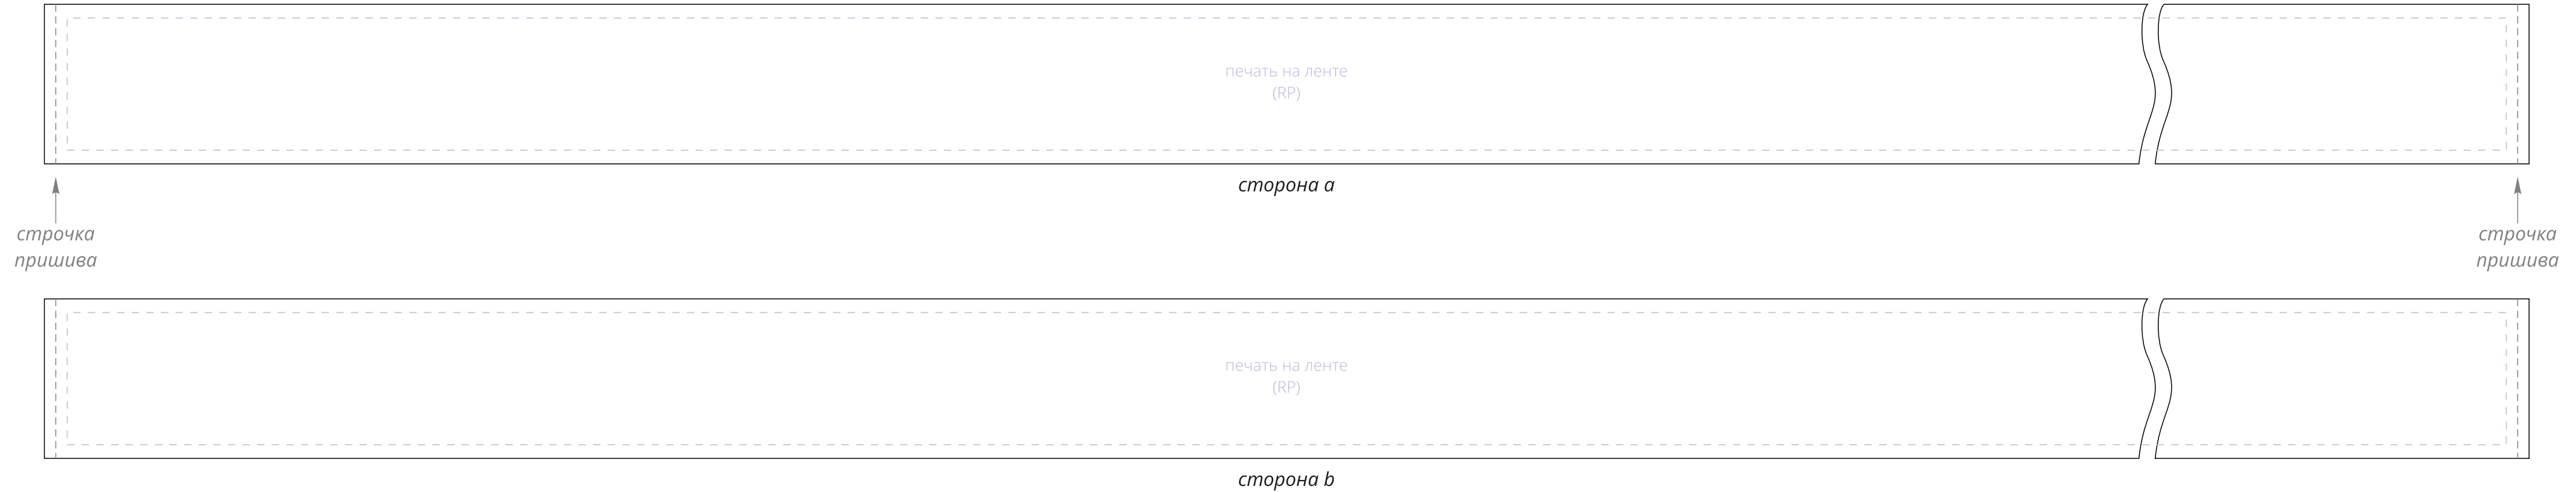 печать на ленте
(RP)
сторона a
строчка
пришива
строчка
пришива
печать на ленте
(RP)
сторона b